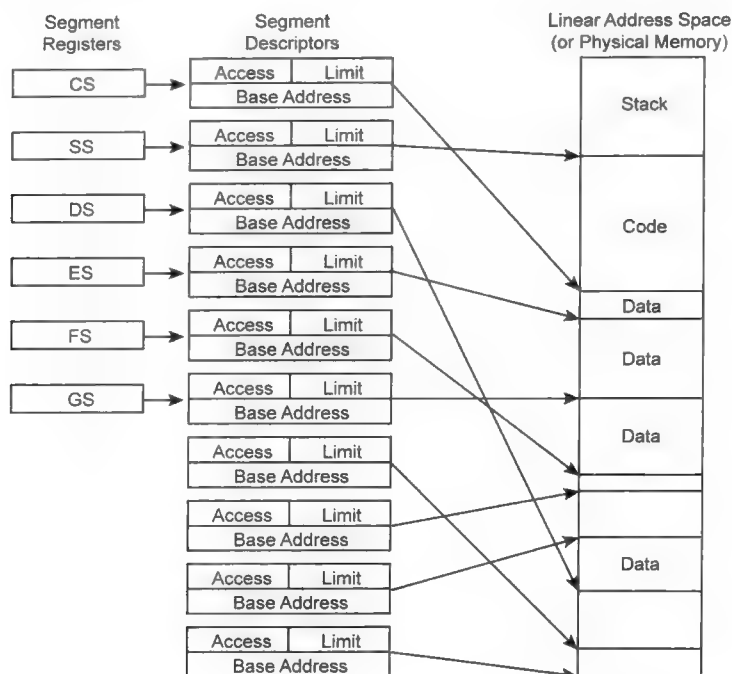 Segment
Registers
Segment
Descriptors
Linear Address Space
(or Physical Memory)
CS
Access Limit
Base Address
Stack
SS
Access Limit
Base Address
DS
Access Limit
Base Address
Code
ES
Access Limit
Base Address
Data
FS
Access Limit
Base Address
Data
GS
Access Limit
Base Address
Data
Access Limit
Base Address
Access Limit
Base Address
Access Limit
Base Address
Data
Access Limit
Base Address